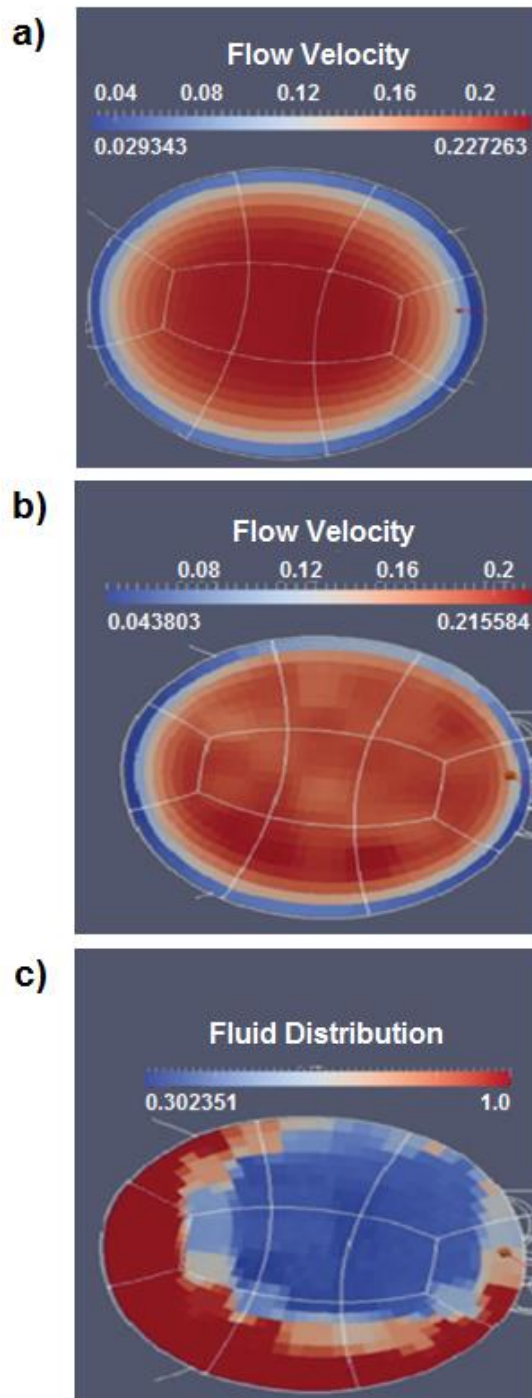 a)
Flow Velocity
0.04 0.08 0.12 0.16 0.2
0.029343 0.227263
b)
Flow Velocity
0.08 0.12 0.16 0.2
0.043803 0.215584
c)
Fluid Distribution
0.302351 1.0